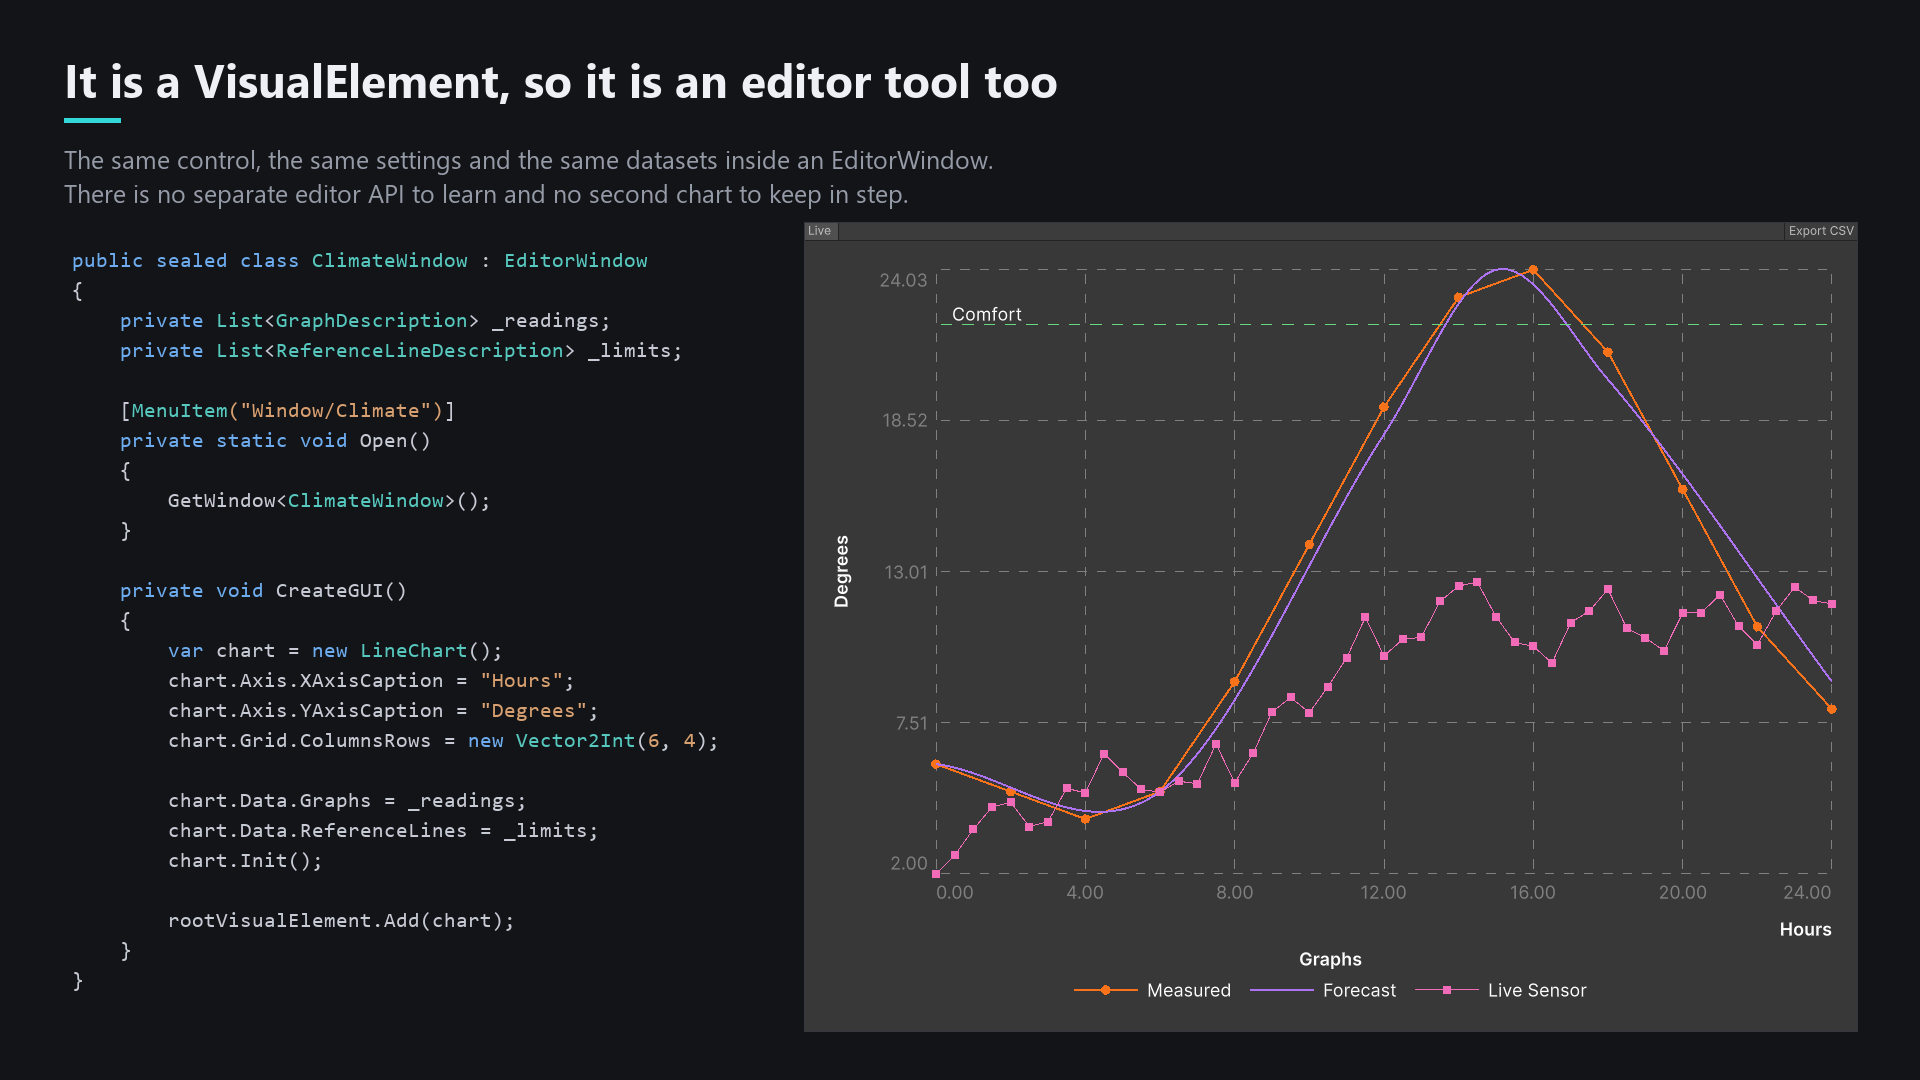 It is a VisualElement, so it is an editor tool too
The same control, the same settings and the same datasets inside an EditorWindow.
There is no separate editor API to learn and no second chart to keep in step.
public sealed class ClimateWindow : EditorWindow
{
    private List<GraphDescription> _readings;
    private List<ReferenceLineDescription> _limits;
    [MenuItem("Window/Climate")]
    private static void Open()
    {
        GetWindow<ClimateWindow>();
    }
    private void CreateGUI()
    {
        var chart = new LineChart();
        chart.Axis.XAxisCaption = "Hours";
        chart.Axis.YAxisCaption = "Degrees";
        chart.Grid.ColumnsRows = new Vector2Int(6, 4);
        chart.Data.Graphs = _readings;
        chart.Data.ReferenceLines = _limits;
        chart.Init();
        rootVisualElement.Add(chart);
    }
}
Live
Export CSV
24.03
Comfort
18.52
13.01
Degrees
7.51
2.00
0.00 4.00 8.00 12.00 16.00 20.00 24.00
Hours
Graphs
Measured Forecast Live Sensor